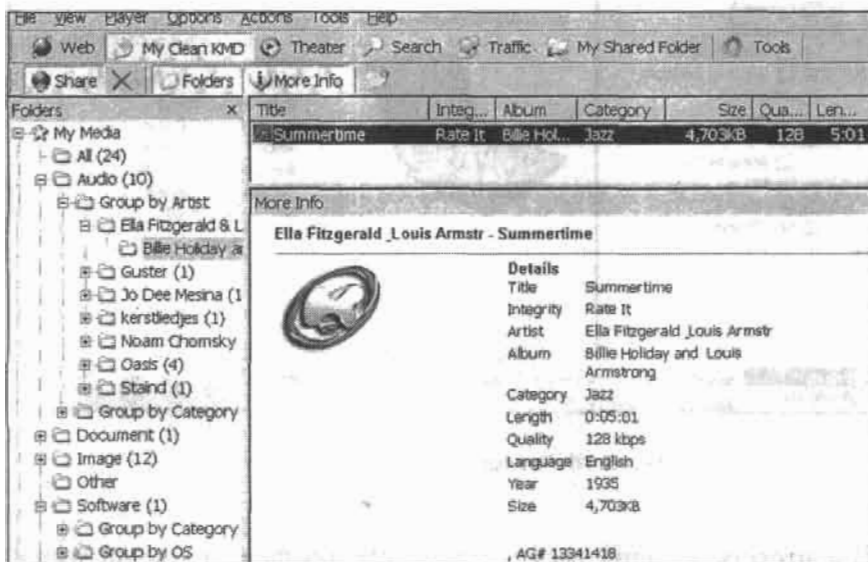 File View Player Options Actions Tools Help
Web My Clean KMD Theater Search Traffic My Shared Folder Tools
Share Folders More Info
Folders x Title Integ... Album Category Size Qua... Len...
My Media
Summertime Rate It Billie Hol... Jazz 4,703KB 128 5:01
All (24)
Audio (10)
Group by Artist
Ella Fitzgerald & L
Billie Holiday a
Guster (1)
Jo Dee Mesina (1
kerstliedjes (1)
Noam Chomsky
Oasis (4)
Staind (1)
Group by Category
Document (1)
Image (12)
Other
Software (1)
Group by Category
Group by OS
More Info
Ella Fitzgerald _Louis Armstr - Summertime
Details
Title Summertime
Integrity Rate It
Artist Ella Fitzgerald _Louis Armstr
Album Billie Holiday and Louis
Armstrong
Category Jazz
Length 0:05:01
Quality 128 kbps
Language English
Year 1935
Size 4,703KB
AG# 13341418